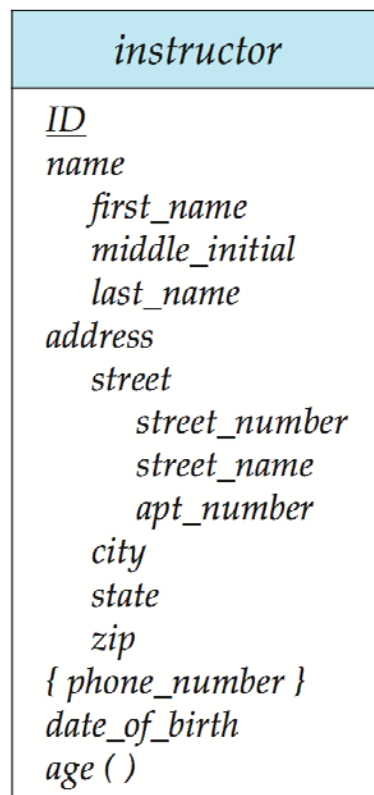 instructor
ID
name
first_name
middle_initial
last_name
address
street
street_number
street_name
apt_number
city
state
zip
{ phone_number }
date_of_birth
age ( )